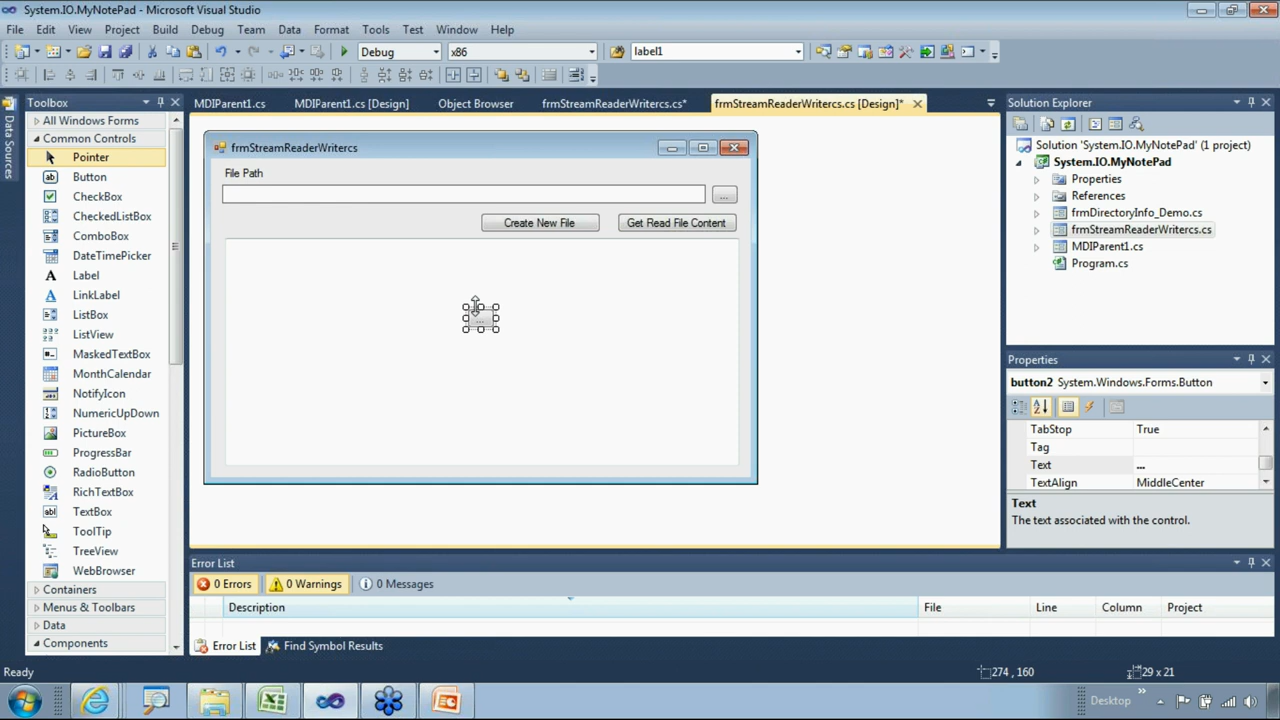 System.IO.MyNotePad - Microsoft Visual Studio
File Edit View Project Build Debug Team Data Format Tools Test Window Help
Debug x86 label1
Toolbox
All Windows Forms
Common Controls
Pointer
Button
CheckBox
CheckedListBox
ComboBox
DateTimePicker
Label
LinkLabel
ListBox
ListView
MaskedTextBox
MonthCalendar
NotifyIcon
NumericUpDown
PictureBox
ProgressBar
RadioButton
RichTextBox
TextBox
ToolTip
TreeView
WebBrowser
Containers
Menus & Toolbars
Data
Components
Data Sources
MDIParent1.cs MDIParent1.cs [Design] Object Browser frmStreamReaderWritercs.cs* frmStreamReaderWritercs.cs [Design]*
frmStreamReaderWritercs
File Path
...
Create New File Get Read File Content
...
Solution Explorer
Solution 'System.IO.MyNotePad' (1 project)
System.IO.MyNotePad
Properties
References
frmDirectoryInfo_Demo.cs
frmStreamReaderWritercs.cs
MDIParent1.cs
Program.cs
Properties
button2 System.Windows.Forms.Button
TabStop True
Tag
Text ...
TextAlign MiddleCenter
Text
The text associated with the control.
Error List
0 Errors 0 Warnings 0 Messages
Description File Line Column Project
Error List Find Symbol Results
Ready 274 , 160 29 x 21
Desktop